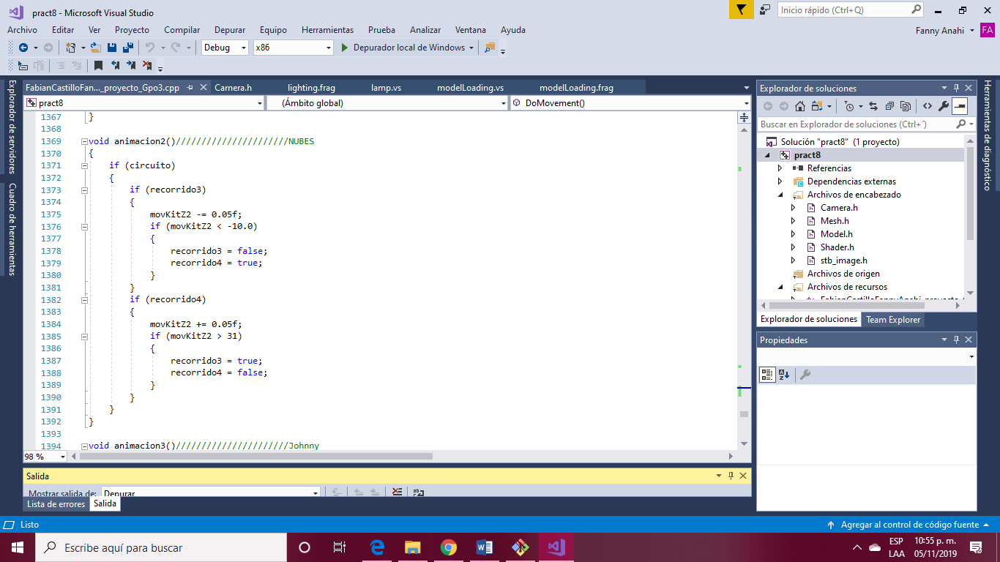 pract8 - Microsoft Visual Studio
Inicio rápido (Ctrl+Q)
Archivo Editar Ver Proyecto Compilar Depurar Equipo Herramientas Prueba Analizar Ventana Ayuda
Fanny Anahi FA
Debug x86 Depurador local de Windows
Explorador de servidores
Cuadro de herramientas
FabianCastilloFan..._proyecto_Gpo3.cpp Camera.h lighting.frag lamp.vs modelLoading.vs modelLoading.frag
pract8 (Ámbito global) DoMovement()
1367 }
1368
1369 void animacion2()//////////////////////NUBES
1370 {
1371 if (circuito)
1372 {
1373 if (recorrido3)
1374 {
1375 movKitZ2 -= 0.05f;
1376 if (movKitZ2 < -10.0)
1377 {
1378 recorrido3 = false;
1379 recorrido4 = true;
1380 }
1381 }
1382 if (recorrido4)
1383 {
1384 movKitZ2 += 0.05f;
1385 if (movKitZ2 > 31)
1386 {
1387 recorrido3 = true;
1388 recorrido4 = false;
1389 }
1390 }
1391 }
1392 }
1393
1394 void animacion3()//////////////////////Johnny
98 %
Salida
Mostrar salida de: Depurar
Lista de errores Salida
Explorador de soluciones
Buscar en Explorador de soluciones (Ctrl+´)
Solución "pract8" (1 proyecto)
pract8
Referencias
Dependencias externas
Archivos de encabezado
Camera.h
Mesh.h
Model.h
Shader.h
stb_image.h
Archivos de origen
Archivos de recursos
Explorador de soluciones Team Explorer
Propiedades
Herramientas de diagnóstico
Listo
Agregar al control de código fuente
Escribe aquí para buscar
ESP
LAA
10:55 p. m.
05/11/2019